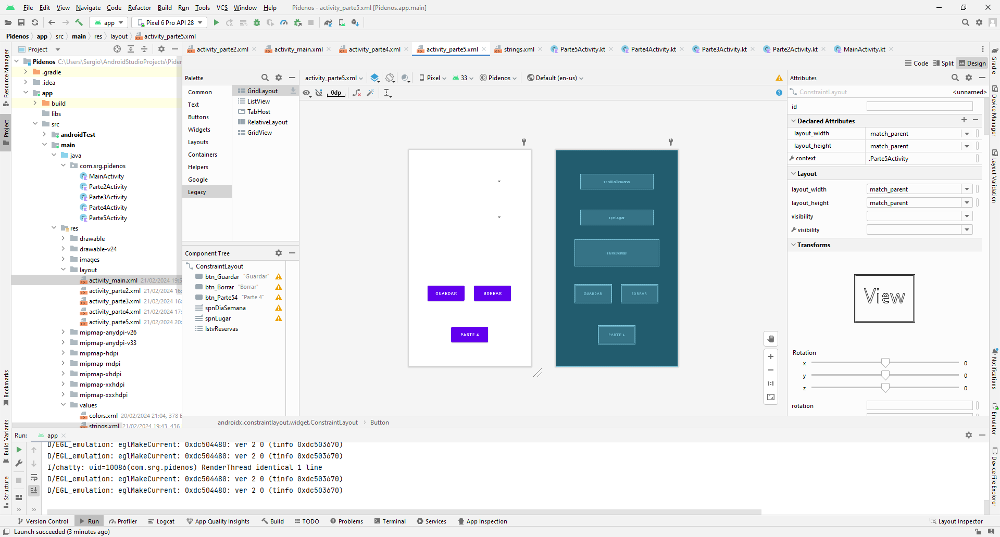 File Edit View Navigate Code Refactor Build Run Tools VCS Window Help Pidenos - activity_parte5.xml [Pidenos.app.main]
app Pixel 6 Pro API 28
Pidenos app src main res layout activity_parte5.xml
Project
activity_parte2.xml activity_main.xml activity_parte4.xml activity_parte5.xml strings.xml Parte5Activity.kt Parte4Activity.kt Parte3Activity.kt Parte2Activity.kt MainActivity.kt
Code Split Design
Resource Manager
Project
Bookmarks
Build Variants
Structure
Pidenos C:\Users\Sergio\AndroidStudioProjects\Pider
.gradle
.idea
app
build
libs
src
androidTest
main
java
com.srg.pidenos
MainActivity
Parte2Activity
Parte3Activity
Parte4Activity
Parte5Activity
res
drawable
drawable-v24
images
layout
activity_main.xml 21/02/2024 19:5
activity_parte2.xml 21/02/2024 16:
activity_parte3.xml 21/02/2024 16:
activity_parte4.xml 21/02/2024 17:
activity_parte5.xml 21/02/2024 20:
mipmap-anydpi-v26
mipmap-anydpi-v33
mipmap-hdpi
mipmap-mdpi
mipmap-xhdpi
mipmap-xxhdpi
mipmap-xxxhdpi
values
colors.xml 20/02/2024 21:04, 378 B
strings.xml 21/02/2024 19:43, 436
Palette
Common
Text
Buttons
Widgets
Layouts
Containers
Helpers
Google
Legacy
GridLayout
ListView
TabHost
RelativeLayout
GridView
Component Tree
ConstraintLayout
btn_Guardar "Guardar"
btn_Borrar "Borrar"
btn_Parte54 "Parte 4"
spnDiaSemana
spnLugar
lstvReservas
activity_parte5.xml Pixel 33 Pidenos Default (en-us)
0dp
GUARDAR BORRAR
PARTE 4
spnDiaSemana
spnLugar
lstvReservas
GUARDAR BORRAR
PARTE 4
1:1
androidx.constraintlayout.widget.ConstraintLayout Button
Attributes
ConstraintLayout <unnamed>
id
Declared Attributes
layout_width match_parent
layout_height match_parent
context .Parte5Activity
Layout
layout_width match_parent
layout_height match_parent
visibility
visibility
Transforms
View
Rotation
x 0
y 0
z 0
rotation
Gradle
Device Manager
Layout Validation
Notifications
Emulator
Device File Explorer
Run: app
D/EGL_emulation: eglMakeCurrent: 0xdc504480: ver 2 0 (tinfo 0xdc503670)
D/EGL_emulation: eglMakeCurrent: 0xdc504480: ver 2 0 (tinfo 0xdc503670)
I/chatty: uid=10086(com.srg.pidenos) RenderThread identical 1 line
D/EGL_emulation: eglMakeCurrent: 0xdc504480: ver 2 0 (tinfo 0xdc503670)
D/EGL_emulation: eglMakeCurrent: 0xdc504480: ver 2 0 (tinfo 0xdc503670)
Version Control Run Profiler Logcat App Quality Insights Build TODO Problems Terminal Services App Inspection Layout Inspector
Launch succeeded (3 minutes ago)